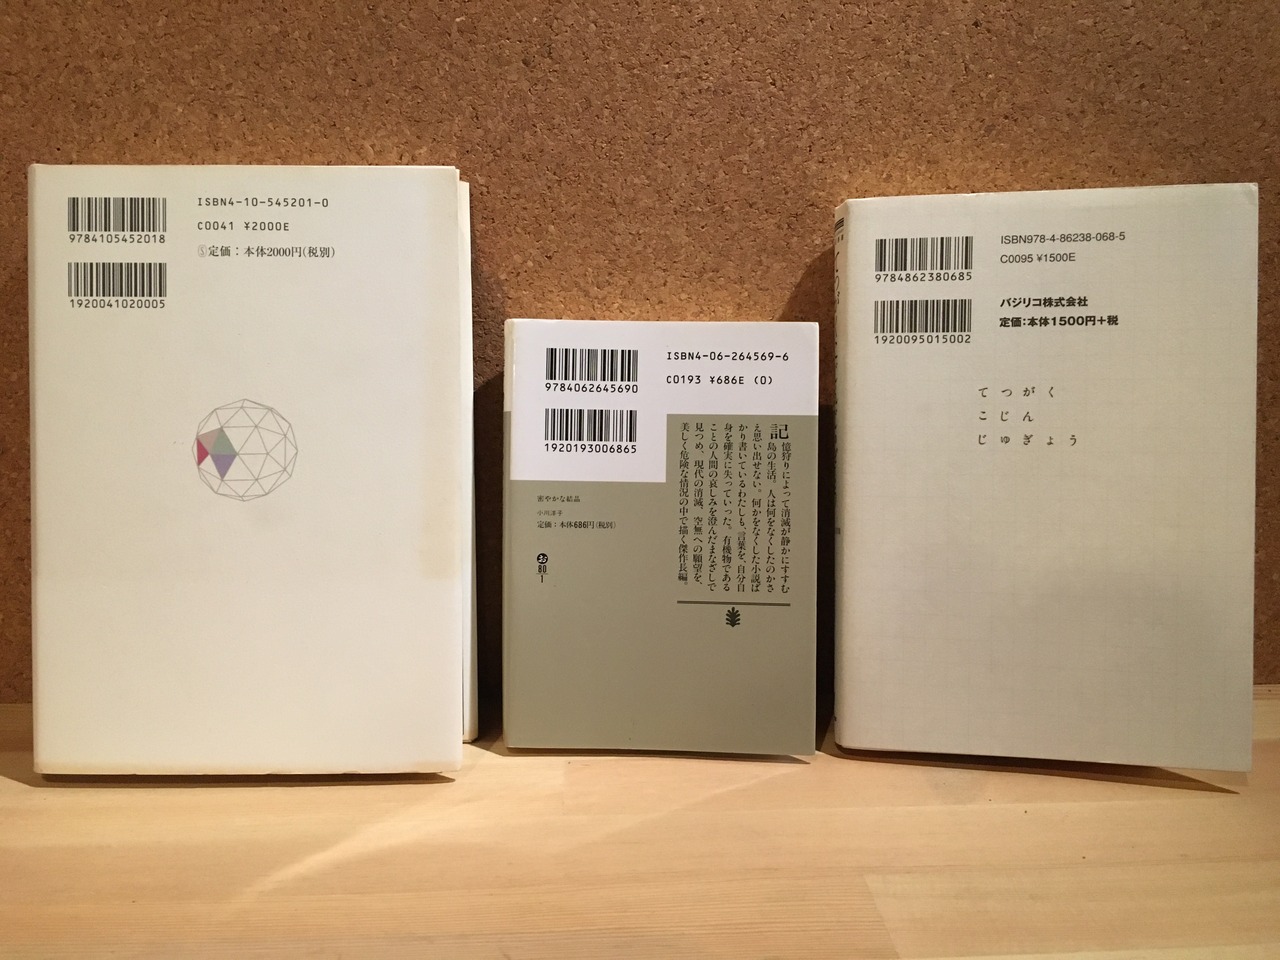 ISBN4-10-545201-0
C0041 ¥2000E
⑤定価：本体2000円(税別)
9784105452018
1920041020005
ISBN4-06-264569-6
C0193 ¥686E (0)
9784062645690
1920193006865
記憶狩りによって消滅が静かにすすむ
島の生活。人は何をなくしたのかさ
え思い出せない。何かをなくした小説ば
かり書いているわたしも、言葉を、自分自
身を確実に失っていった。有機物である
ことの人間の哀しみを澄んだまなざしで
見つめ、現代の消滅、空無への願望を、
美しく危険な情況の中で描く傑作長編。
密やかな結晶
小川洋子
定価：本体686円(税別)
お
80
1
ISBN978-4-86238-068-5
C0095 ¥1500E
9784862380685
1920095015002
バジリコ株式会社
定価:本体1500円+税
てつがく
こじん
じゅぎょう